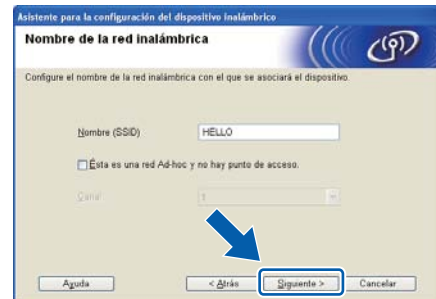 Asistente para la configuración del dispositivo inalámbrico
Nombre de la red inalámbrica
Configure el nombre de la red inalámbrica con el que se asociará el dispositivo.
Nombre (SSID)
HELLO
Ésta es una red Ad-hoc y no hay punto de acceso.
Canal
1
Ayuda
< Atrás
Siguiente >
Cancelar